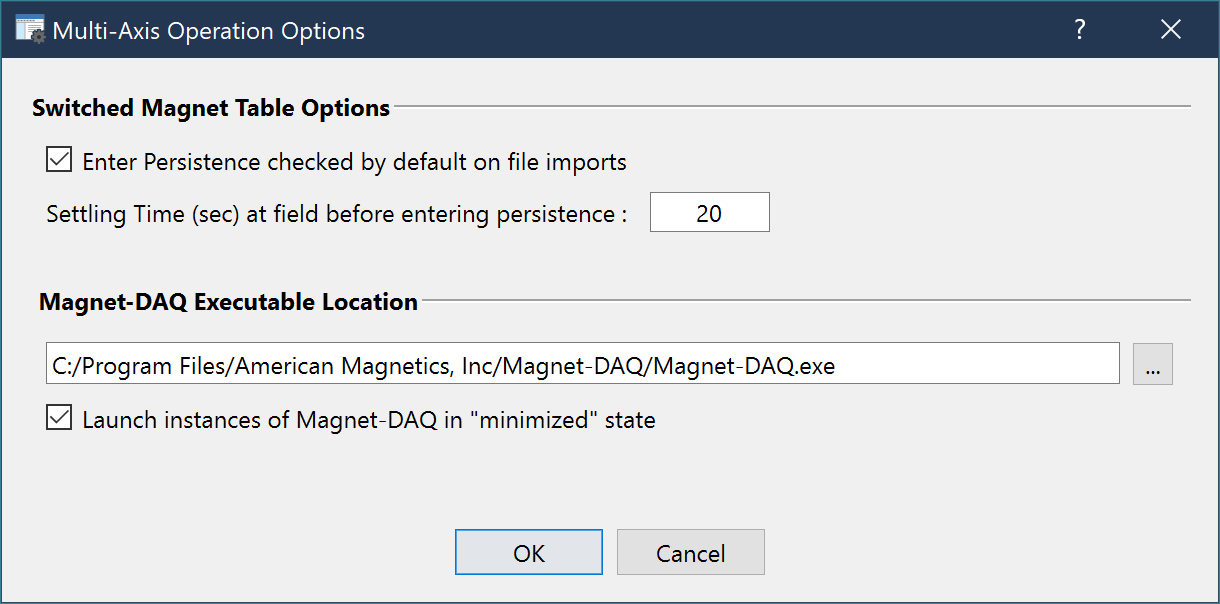 Multi-Axis Operation Options ?
Switched Magnet Table Options
Enter Persistence checked by default on file imports
Settling Time (sec) at field before entering persistence : 20
Magnet-DAQ Executable Location
C:/Program Files/American Magnetics, Inc/Magnet-DAQ/Magnet-DAQ.exe ...
Launch instances of Magnet-DAQ in "minimized" state
OK Cancel